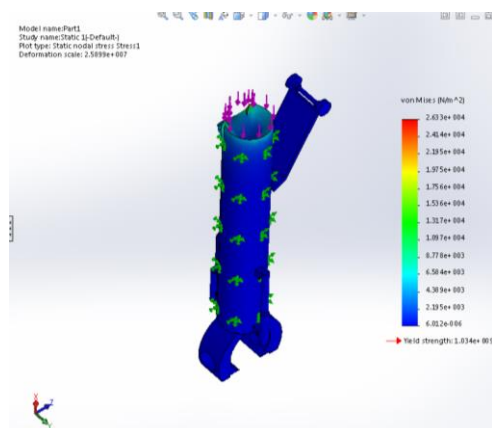 Model name:Part1
Study name:Static 1(-Default-)
Plot type: Static nodal stress Stress1
Deformation scale: 2.5899e+007
von Mises (N/m^2)
2.633e+004
2.414e+004
2.195e+004
1.975e+004
1.756e+004
1.536e+004
1.317e+004
1.097e+004
8.778e+003
6.584e+003
4.389e+003
2.195e+003
6.012e-006
Yield strength:1.034e+009
X
Z
Y